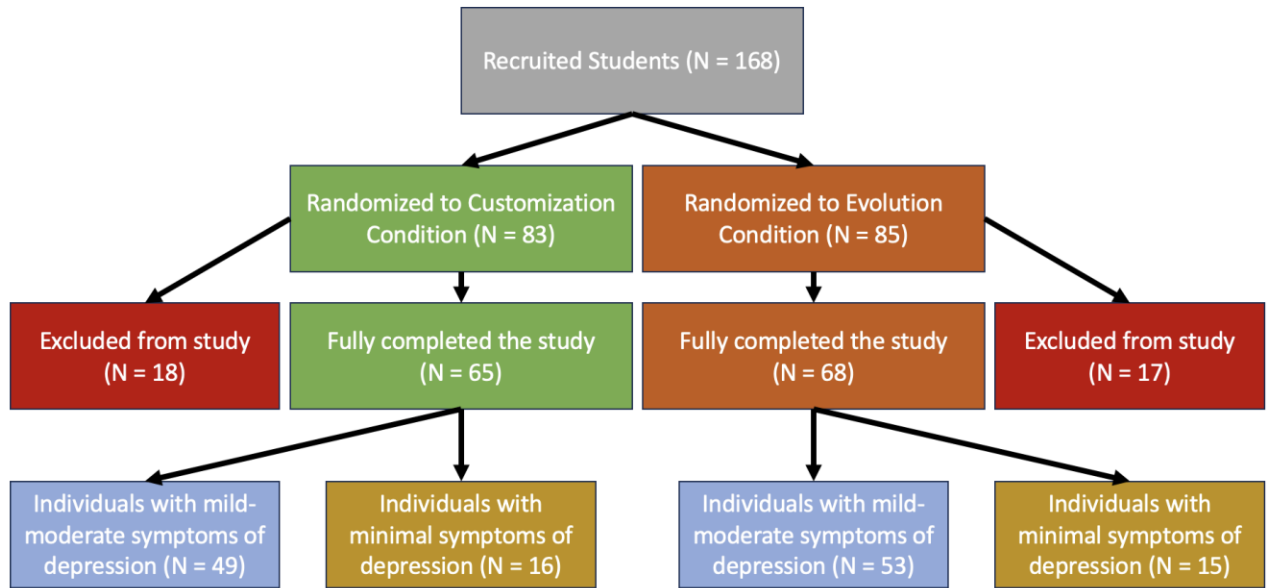 Recruited Students (N = 168)
Randomized to Customization
Condition (N = 83)
Randomized to Evolution
Condition (N = 85)
Excluded from study
(N = 18)
Fully completed the study
(N = 65)
Fully completed the study
(N = 68)
Excluded from study
(N = 17)
Individuals with mild-
moderate symptoms of
depression (N = 49)
Individuals with
minimal symptoms of
depression (N = 16)
Individuals with mild-
moderate symptoms of
depression (N = 53)
Individuals with
minimal symptoms of
depression (N = 15)